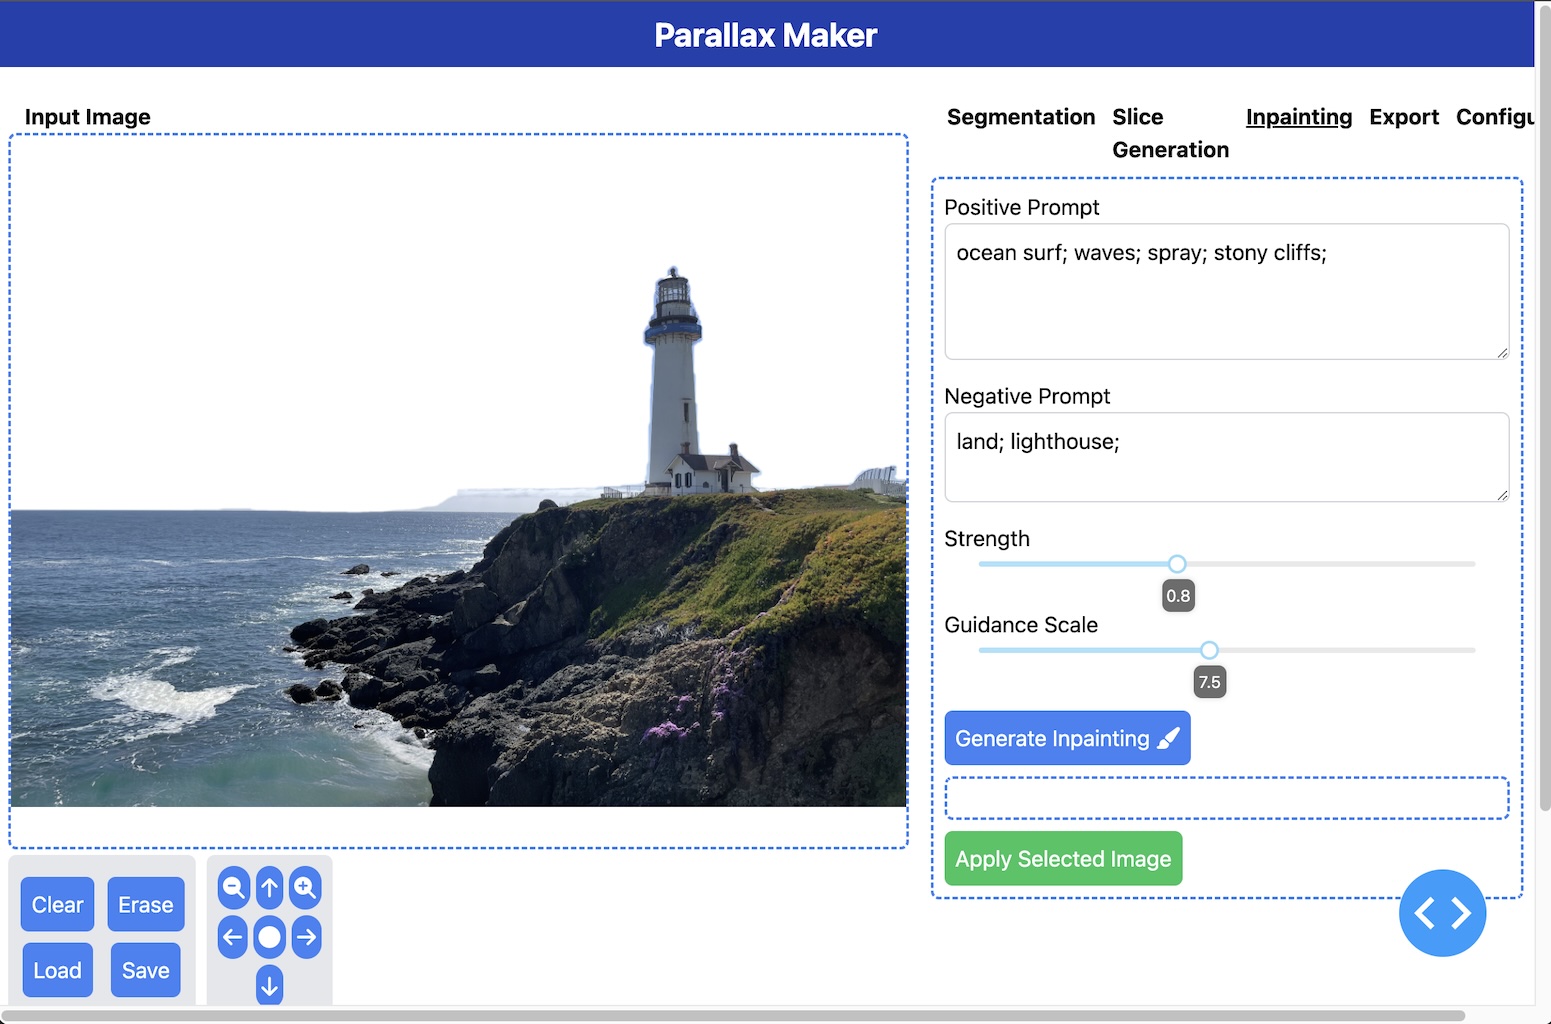 Parallax Maker
Input Image
Segmentation
Slice
Generation
Inpainting
Export
Configu
Positive Prompt
ocean surf; waves; spray; stony cliffs;
Negative Prompt
land; lighthouse;
Strength
0.8
Guidance Scale
7.5
Generate Inpainting
Apply Selected Image
Clear
Erase
Load
Save